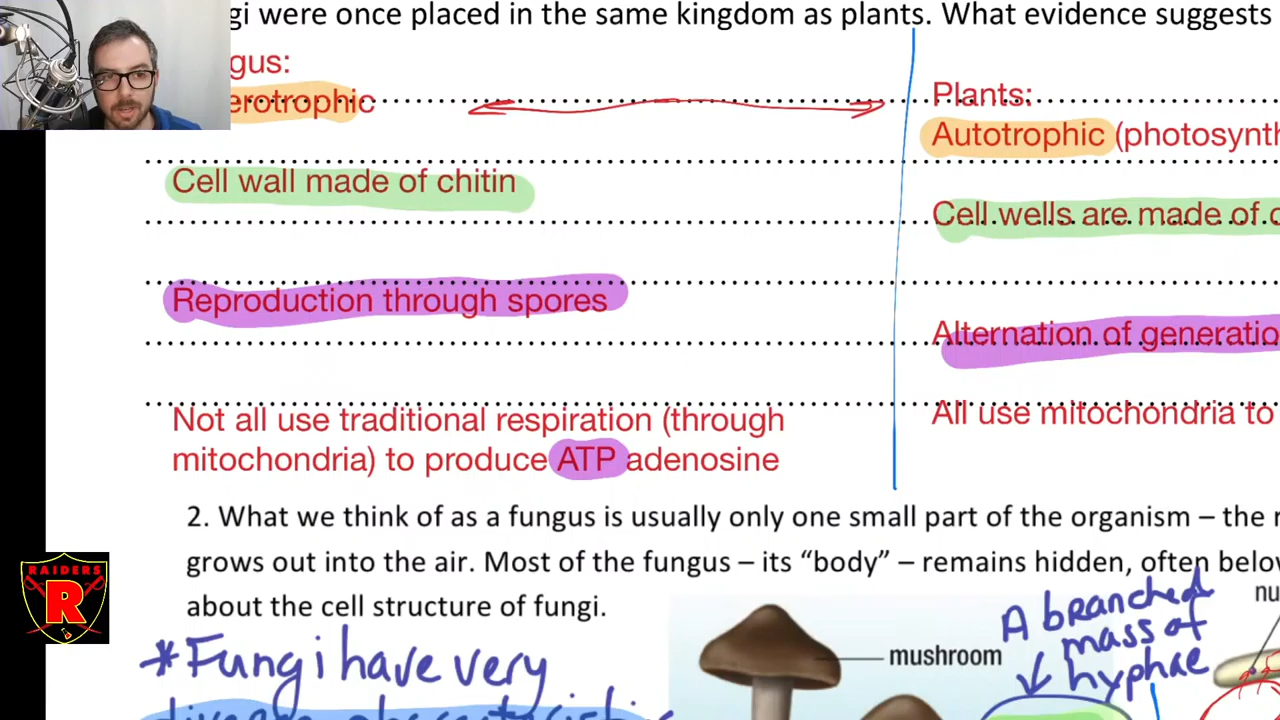 gi were once placed in the same kingdom as plants. What evidence suggests
gus:
erotrophic
Plants:
Autotrophic (photosynth
Cell wall made of chitin
Cell wells are made of c
Reproduction through spores
Alternation of generatio
Not all use traditional respiration (through
mitochondria) to produce ATP adenosine
All use mitochondria to
2. What we think of as a fungus is usually only one small part of the organism – the r
grows out into the air. Most of the fungus – its “body” – remains hidden, often below
about the cell structure of fungi.
*Fungi have very
diverse characteristics
mushroom
A branched
mass of
hyphae
nu
RAIDERS
R